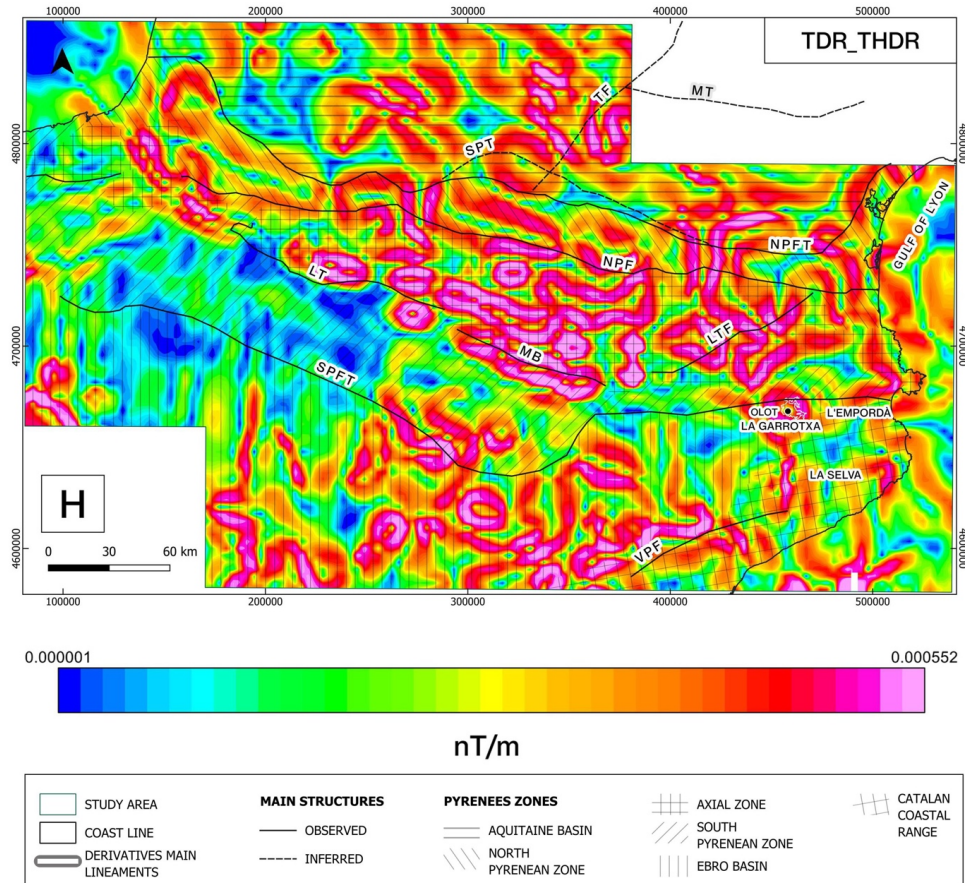 100000 200000 300000 400000 500000
TDR_THDR
MT
TF
SPT
4800000
4800000
GULF OF LYON
NPFT
NPF
LT
LTF
4700000
4700000
MB
SPFT
OLOT
L'EMPORDÀ
LA GARROTXA
LA SELVA
H
0 30 60 km
VPF
4600000
4600000
100000 200000 300000 400000 500000
0.000001
0.000552
nT/m
STUDY AREA
COAST LINE
DERIVATIVES MAIN
LINEAMENTS
MAIN STRUCTURES
OBSERVED
INFERRED
PYRENEES ZONES
AQUITAINE BASIN
NORTH
PYRENEAN ZONE
AXIAL ZONE
SOUTH
PYRENEAN ZONE
EBRO BASIN
CATALAN
COASTAL
RANGE